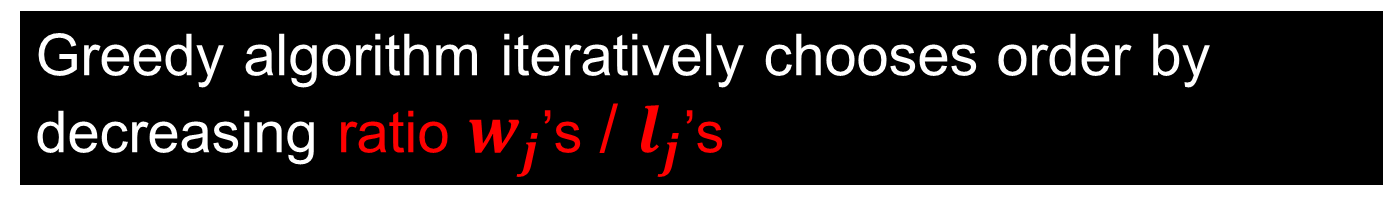 Greedy algorithm iteratively chooses order by
decreasing ratio wⱼ’s / lⱼ’s